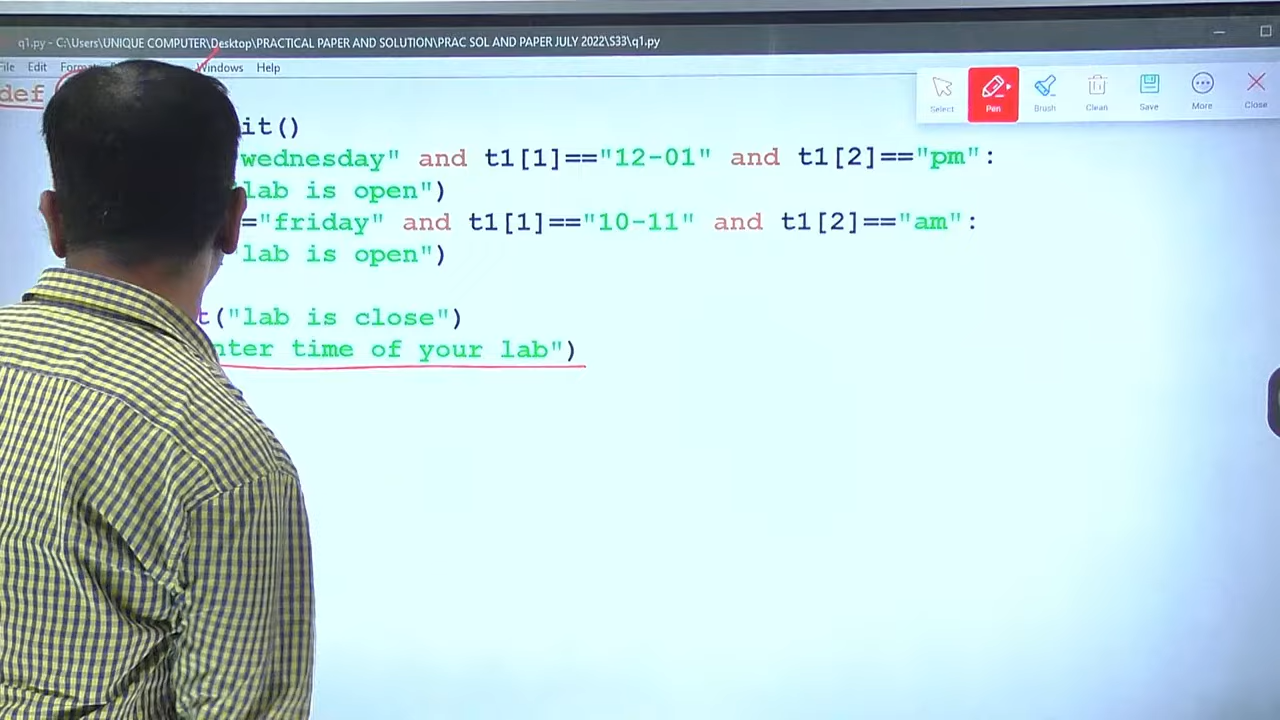 q1.py - C:\Users\UNIQUE COMPUTER\Desktop\PRACTICAL PAPER AND SOLUTION\PRAC SOL AND PAPER JULY 2022\S33\q1.py
File Edit Windows Help
Select Pen Brush Clean Save More Close
def
it()
wednesday" and t1[1]=="12-01" and t1[2]=="pm":
lab is open")
="friday" and t1[1]=="10-11" and t1[2]=="am":
lab is open")
t("lab is close")
nter time of your lab")